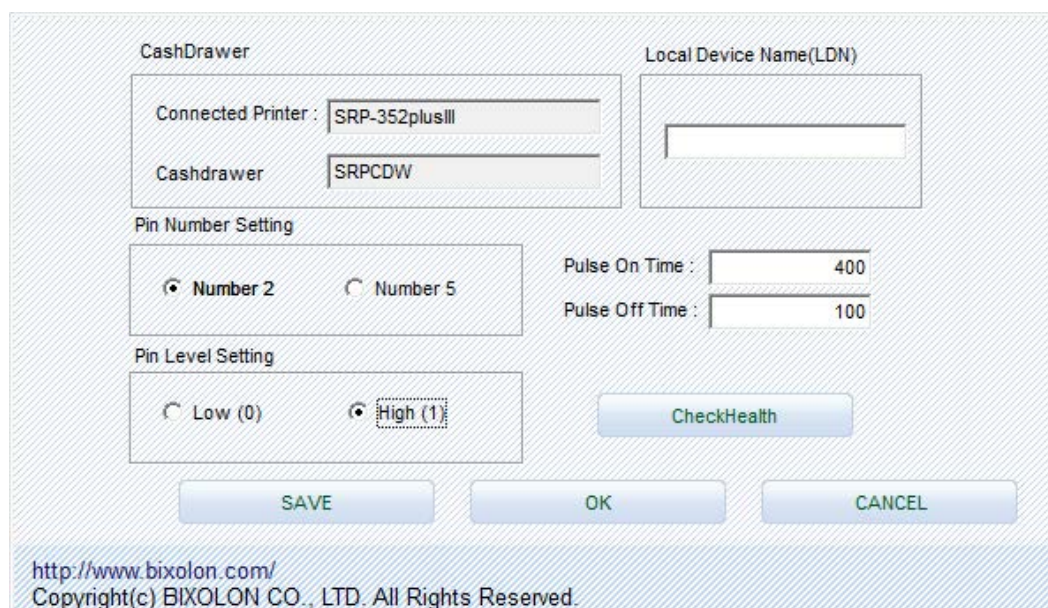 CashDrawer
Local Device Name(LDN)
Connected Printer : SRP-352plusIII
Cashdrawer SRPCDW
Pin Number Setting
Number 2 Number 5
Pulse On Time : 400
Pulse Off Time : 100
Pin Level Setting
Low (0) High (1)
CheckHealth
SAVE OK CANCEL
http://www.bixolon.com/
Copyright(c) BIXOLON CO., LTD. All Rights Reserved.